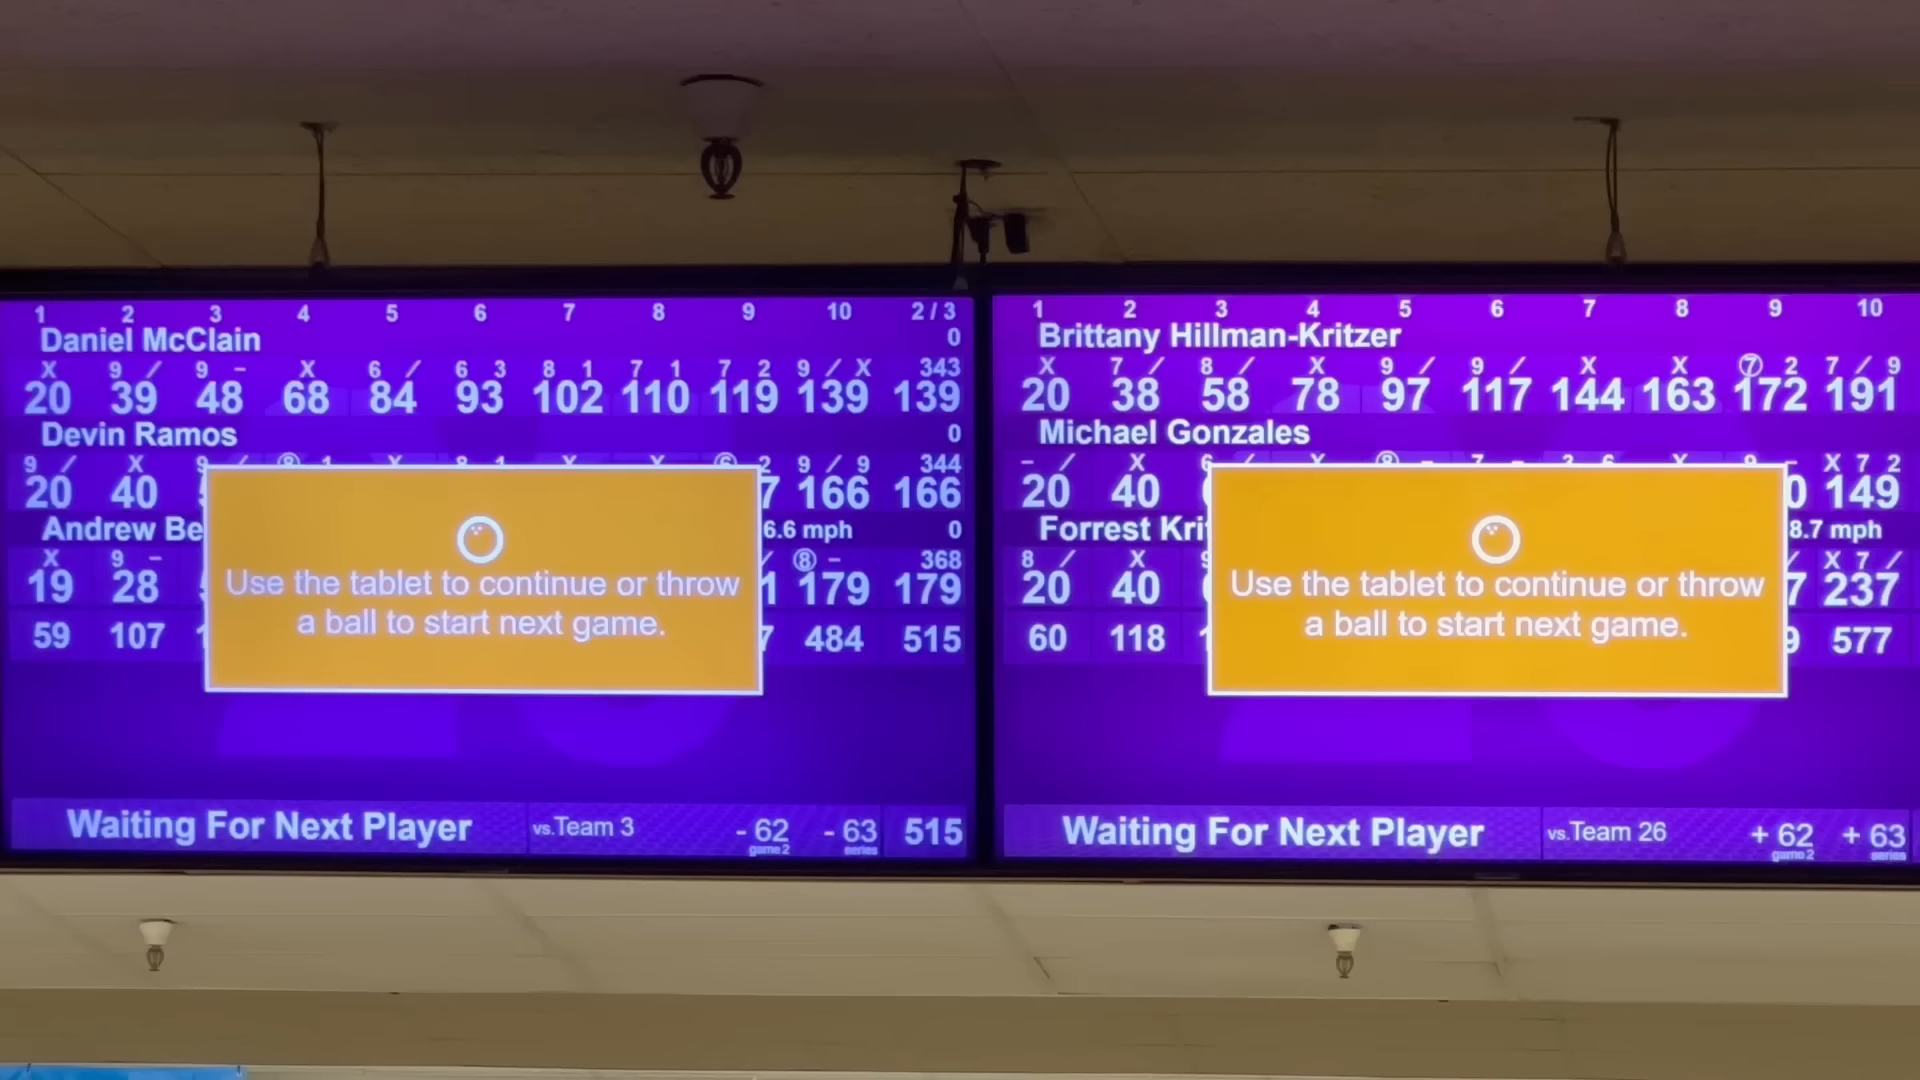 1 2 3 4 5 6 7 8 9 10 2 / 3
Daniel McClain 0
X 9 / 9 - X 6 / 6 3 8 1 7 1 7 2 9 / X 343
20 39 48 68 84 93 102 110 119 139 139
Devin Ramos 0
9 / X 9 2 9 / 9 344
20 40 166 166
Andrew Be 6.6 mph 0
X 9 - 8 - 368
19 28 179 179
59 107 484 515
Use the tablet to continue or throw
a ball to start next game.
Waiting For Next Player vs.Team 3 - 62 - 63 515
game 2 series
1 2 3 4 5 6 7 8 9 10
Brittany Hillman-Kritzer
X 7 / 8 / X 9 / 9 / X X 7 2 7 / 9
20 38 58 78 97 117 144 163 172 191
Michael Gonzales
- / X X 7 2
20 40 149
Forrest Kri 8.7 mph
8 / X X 7 /
20 40 237
60 118 577
Use the tablet to continue or throw
a ball to start next game.
Waiting For Next Player vs.Team 26 + 62 + 63
game 2 series